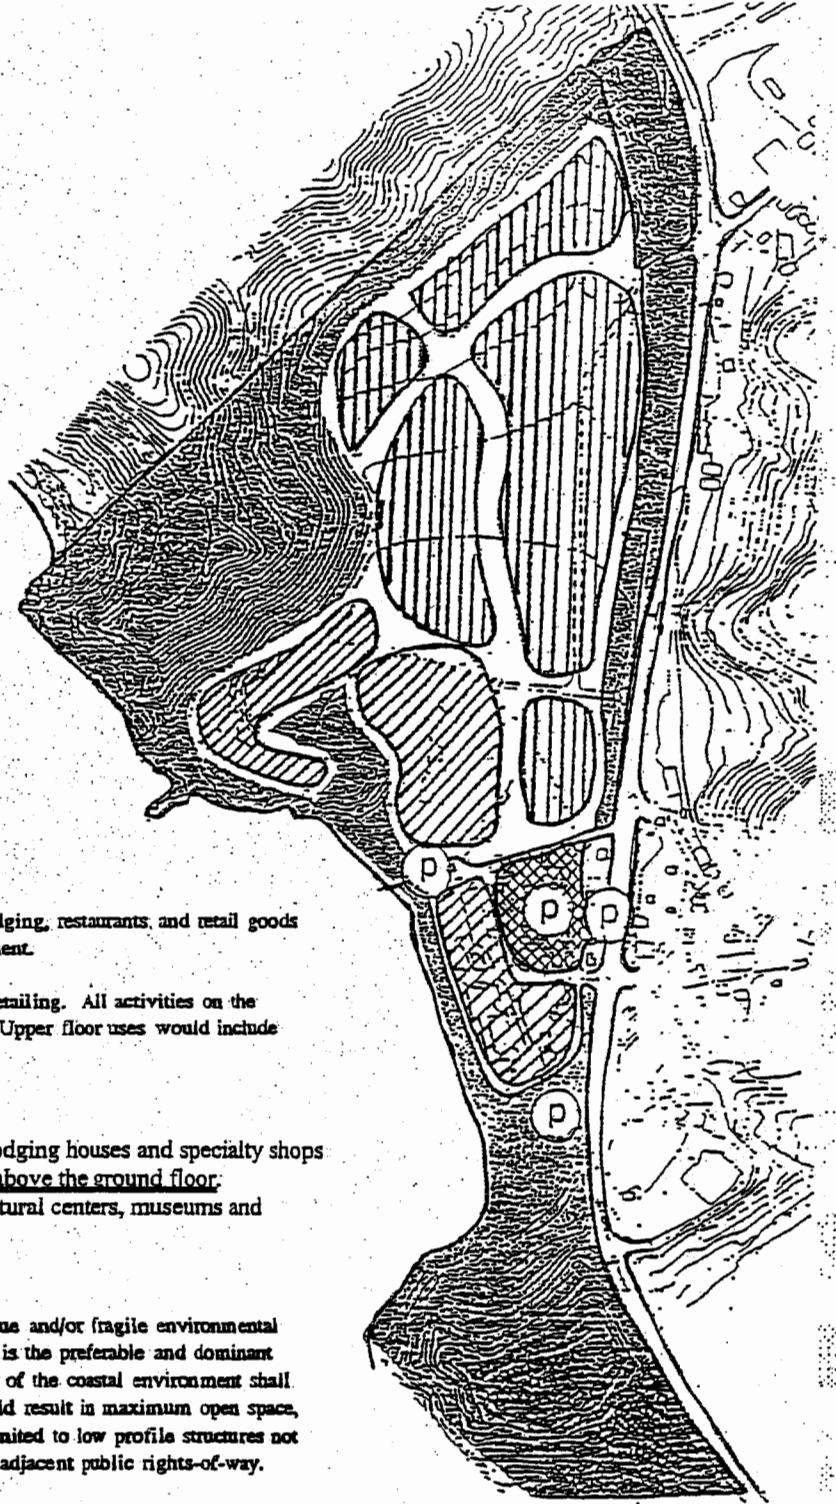 P
P
P
P
dging, restaurants, and retail goods
ent.
etailing. All activities on the
Upper floor uses would include
odging houses and specialty shops
above the ground floor.
tural centers, museums and
ue and/or fragile environmental
is the preferable and dominant
of the coastal environment shall
ld result in maximum open space,
mited to low profile structures not
adjacent public rights-of-way.